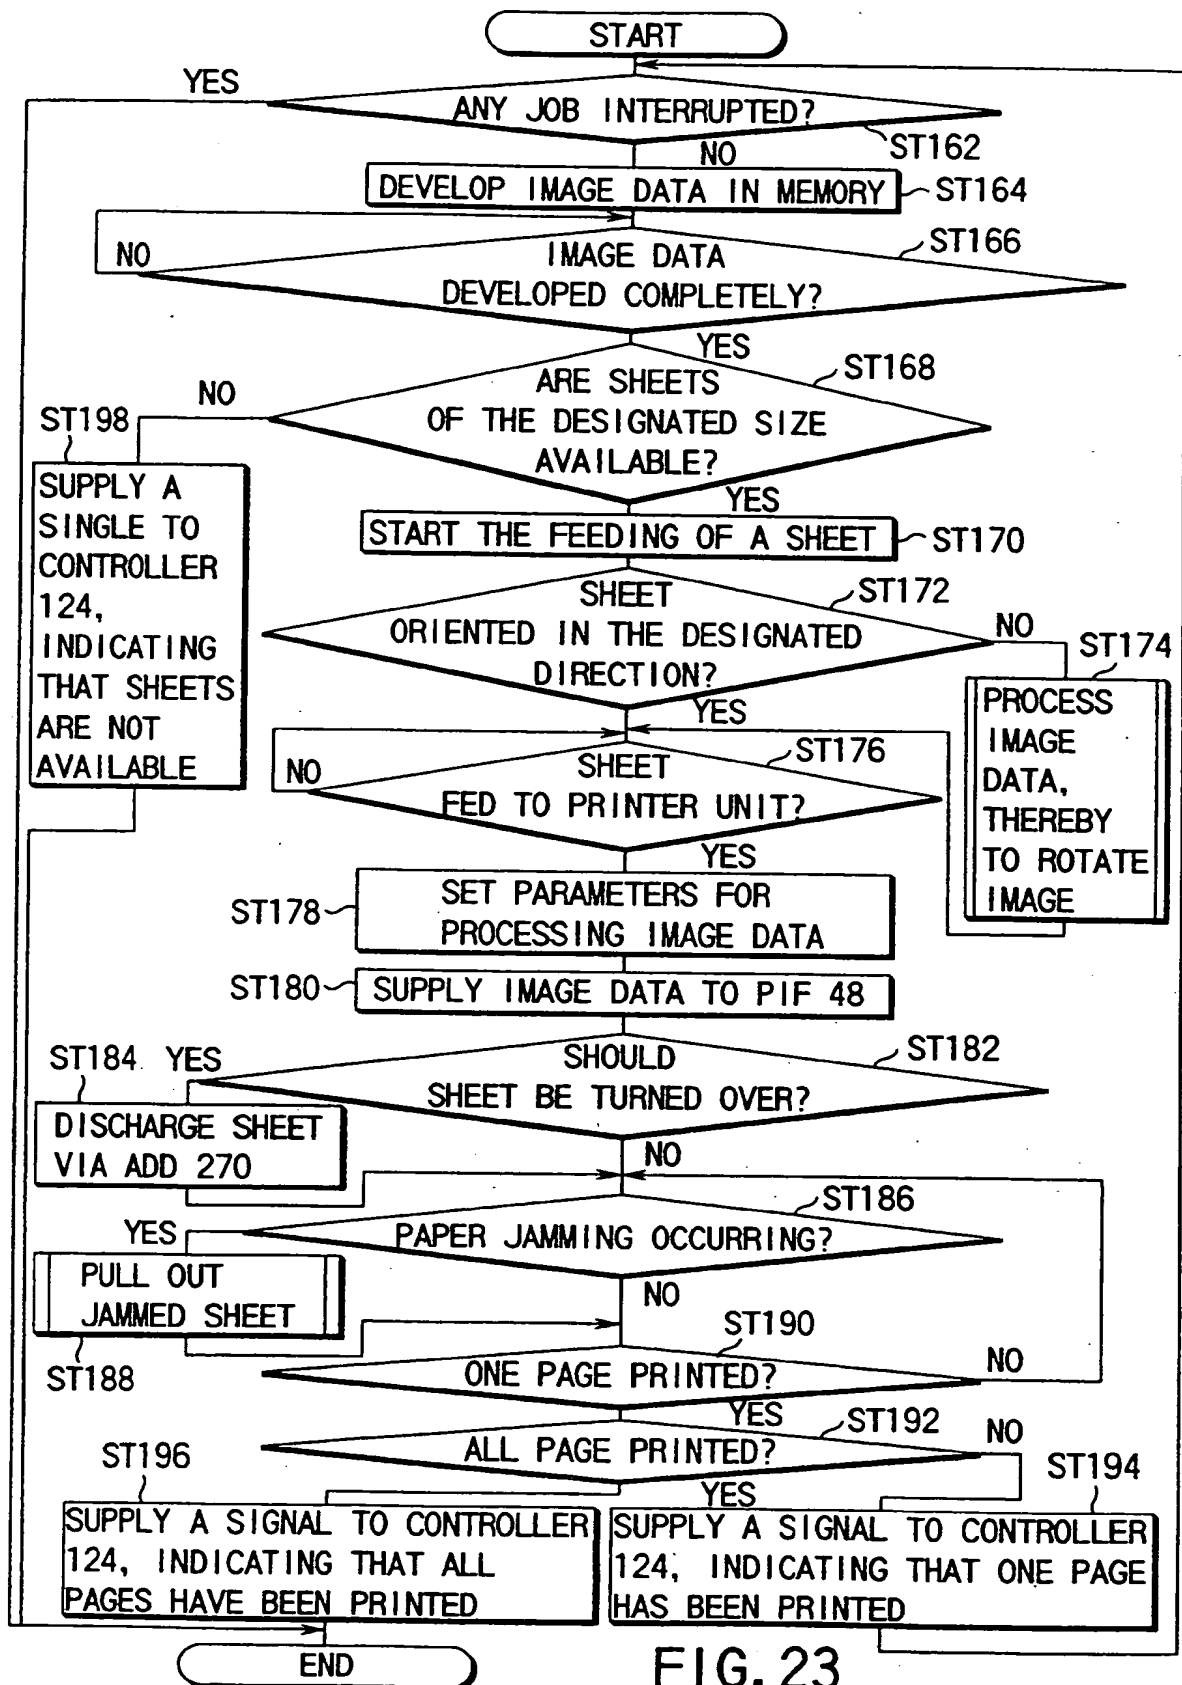 START
YES
ANY JOB INTERRUPTED?
ST162
NO
DEVELOP IMAGE DATA IN MEMORY
ST164
ST166
NO
IMAGE DATA
DEVELOPED COMPLETELY?
YES
ST168
NO
ARE SHEETS
OF THE DESIGNATED SIZE
AVAILABLE?
ST198
SUPPLY A
SINGLE TO
CONTROLLER
124,
INDICATING
THAT SHEETS
ARE NOT
AVAILABLE
YES
START THE FEEDING OF A SHEET
ST170
ST172
SHEET
ORIENTED IN THE DESIGNATED
DIRECTION?
NO
ST174
PROCESS
IMAGE
DATA,
THEREBY
TO ROTATE
IMAGE
YES
ST176
NO
SHEET
FED TO PRINTER UNIT?
YES
ST178
SET PARAMETERS FOR
PROCESSING IMAGE DATA
ST180
SUPPLY IMAGE DATA TO PIF 48
ST182
ST184
YES
SHOULD
SHEET BE TURNED OVER?
DISCHARGE SHEET
VIA ADD 270
NO
ST186
YES
PAPER JAMMING OCCURRING?
PULL OUT
JAMMED SHEET
ST188
NO
ST190
ONE PAGE PRINTED?
NO
YES
ST192
ALL PAGE PRINTED?
NO
ST196
YES
ST194
SUPPLY A SIGNAL TO CONTROLLER
124, INDICATING THAT ALL
PAGES HAVE BEEN PRINTED
SUPPLY A SIGNAL TO CONTROLLER
124, INDICATING THAT ONE PAGE
HAS BEEN PRINTED
END
FIG. 23